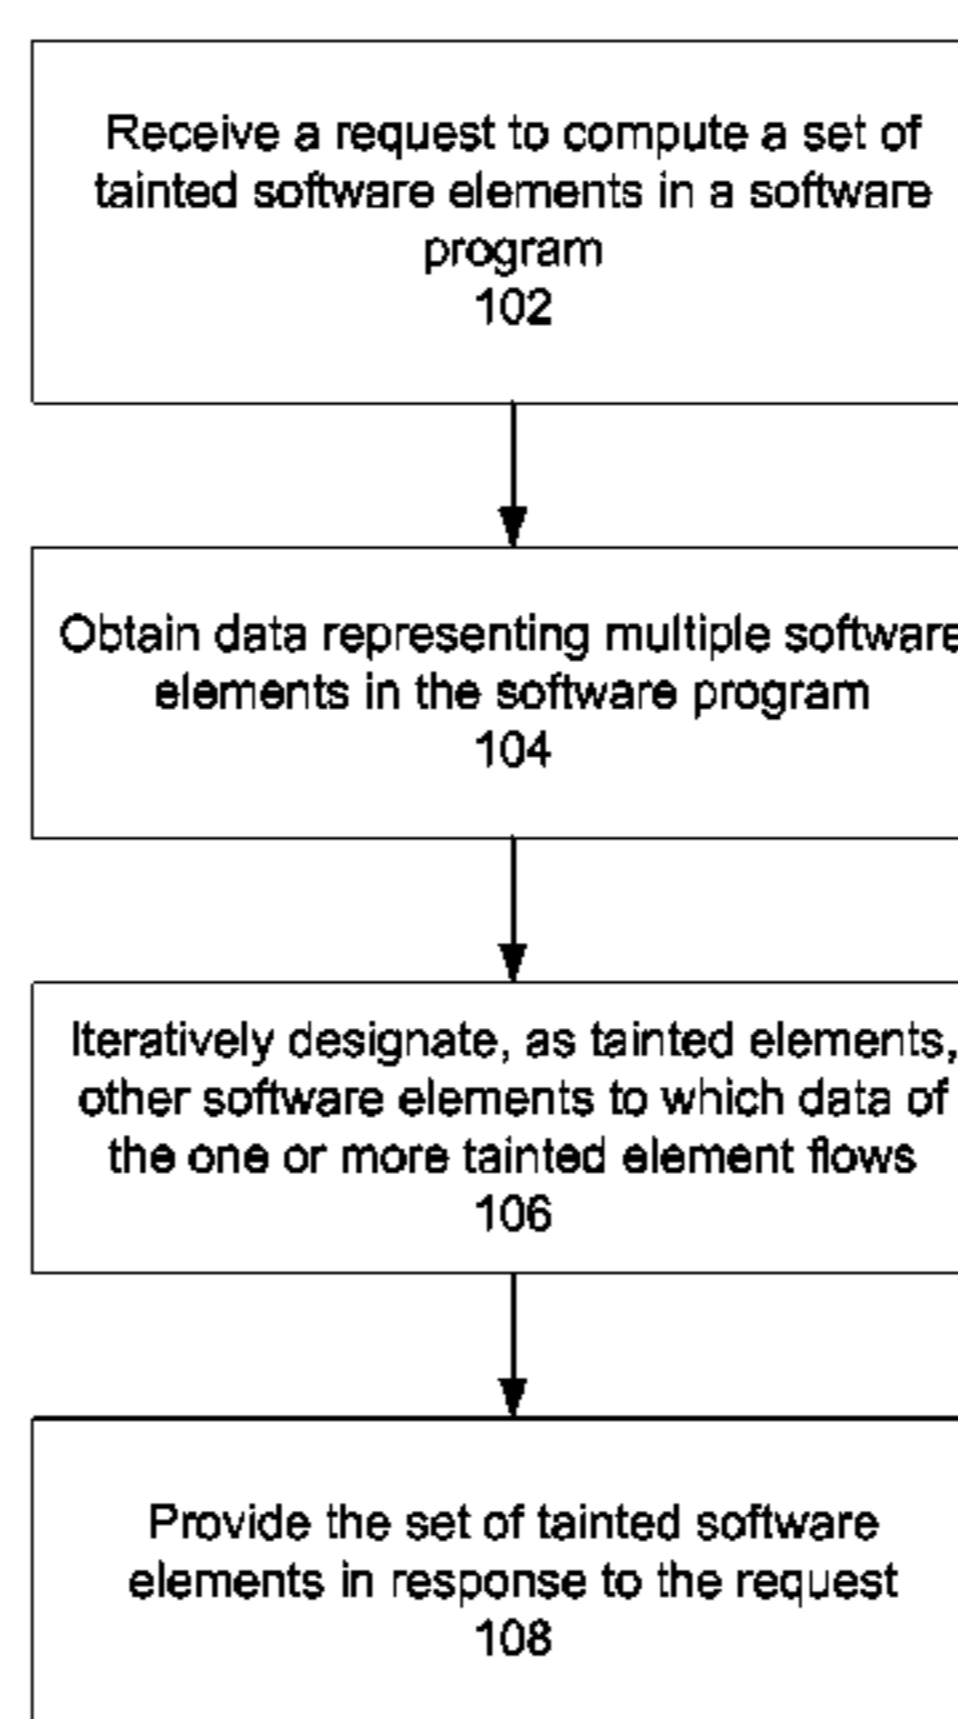 Receive a request to compute a set of
tainted software elements in a software
program
102
Obtain data representing multiple software
elements in the software program
104
Iteratively designate, as tainted elements,
other software elements to which data of
the one or more tainted element flows
106
Provide the set of tainted software
elements in response to the request
108